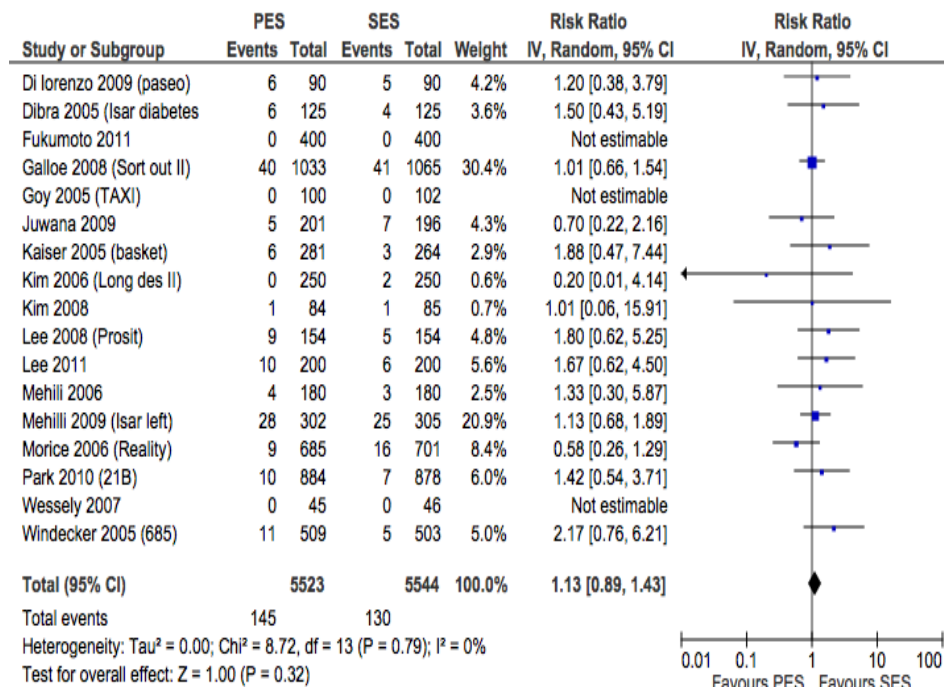 PES SES Risk Ratio Risk Ratio
Study or Subgroup Events Total Events Total Weight IV, Random, 95% CI IV, Random, 95% CI
Di lorenzo 2009 (paseo) 6 90 5 90 4.2% 1.20 [0.38, 3.79]
Dibra 2005 (Isar diabetes 6 125 4 125 3.6% 1.50 [0.43, 5.19]
Fukumoto 2011 0 400 0 400 Not estimable
Galloe 2008 (Sort out II) 40 1033 41 1065 30.4% 1.01 [0.66, 1.54]
Goy 2005 (TAXI) 0 100 0 102 Not estimable
Juwana 2009 5 201 7 196 4.3% 0.70 [0.22, 2.16]
Kaiser 2005 (basket) 6 281 3 264 2.9% 1.88 [0.47, 7.44]
Kim 2006 (Long des II) 0 250 2 250 0.6% 0.20 [0.01, 4.14]
Kim 2008 1 84 1 85 0.7% 1.01 [0.06, 15.91]
Lee 2008 (Prosit) 9 154 5 154 4.8% 1.80 [0.62, 5.25]
Lee 2011 10 200 6 200 5.6% 1.67 [0.62, 4.50]
Mehili 2006 4 180 3 180 2.5% 1.33 [0.30, 5.87]
Mehilli 2009 (Isar left) 28 302 25 305 20.9% 1.13 [0.68, 1.89]
Morice 2006 (Reality) 9 685 16 701 8.4% 0.58 [0.26, 1.29]
Park 2010 (21B) 10 884 7 878 6.0% 1.42 [0.54, 3.71]
Wessely 2007 0 45 0 46 Not estimable
Windecker 2005 (685) 11 509 5 503 5.0% 2.17 [0.76, 6.21]
Total (95% CI) 5523 5544 100.0% 1.13 [0.89, 1.43]
Total events 145 130
Heterogeneity: Tau² = 0.00; Chi² = 8.72, df = 13 (P = 0.79); I² = 0%
Test for overall effect: Z = 1.00 (P = 0.32)
0.01 0.1 1 10 100
Favours PES Favours SES